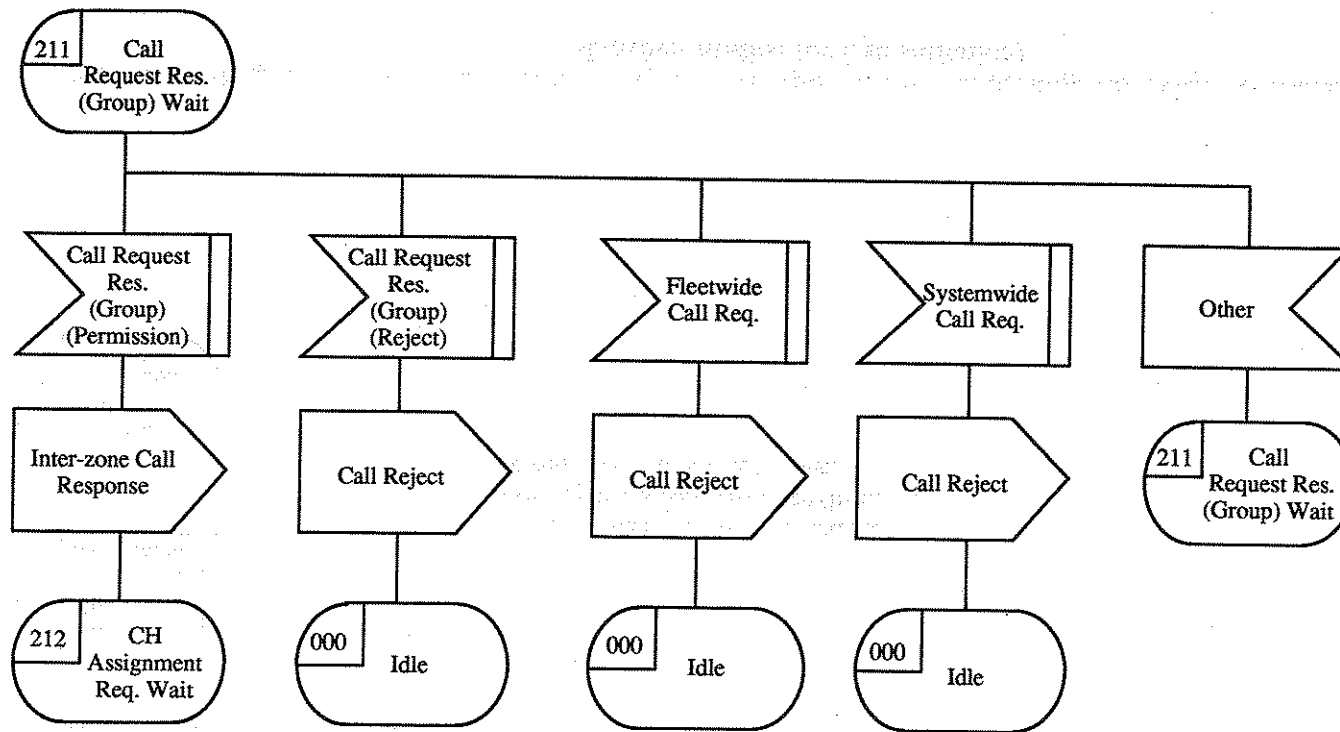 211
Call
Request Res.
(Group) Wait
Call Request
Res.
(Group)
(Permission)
Call Request
Res.
(Group)
(Reject)
Fleetwide
Call Req.
Systemwide
Call Req.
Other
Inter-zone Call
Response
Call Reject
Call Reject
Call Reject
211
Call
Request Res.
(Group) Wait
212
CH
Assignment
Req. Wait
000
Idle
000
Idle
000
Idle